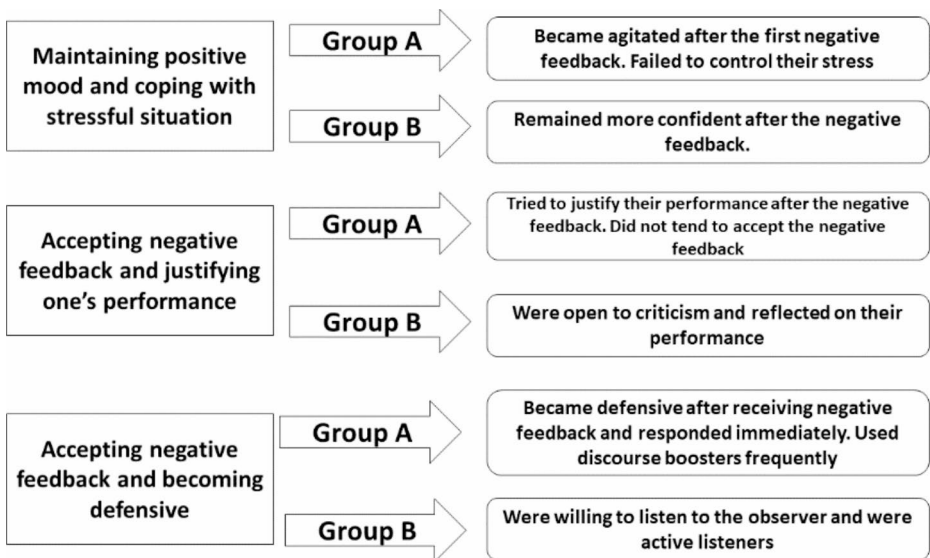 Maintaining positive
mood and coping with
stressful situation
Group A
Became agitated after the first negative
feedback. Failed to control their stress
Group B
Remained more confident after the negative
feedback.
Accepting negative
feedback and justifying
one's performance
Group A
Tried to justify their performance after the negative
feedback. Did not tend to accept the negative
feedback
Group B
Were open to criticism and reflected on their
performance
Accepting negative
feedback and becoming
defensive
Group A
Became defensive after receiving negative
feedback and responded immediately. Used
discourse boosters frequently
Group B
Were willing to listen to the observer and were
active listeners